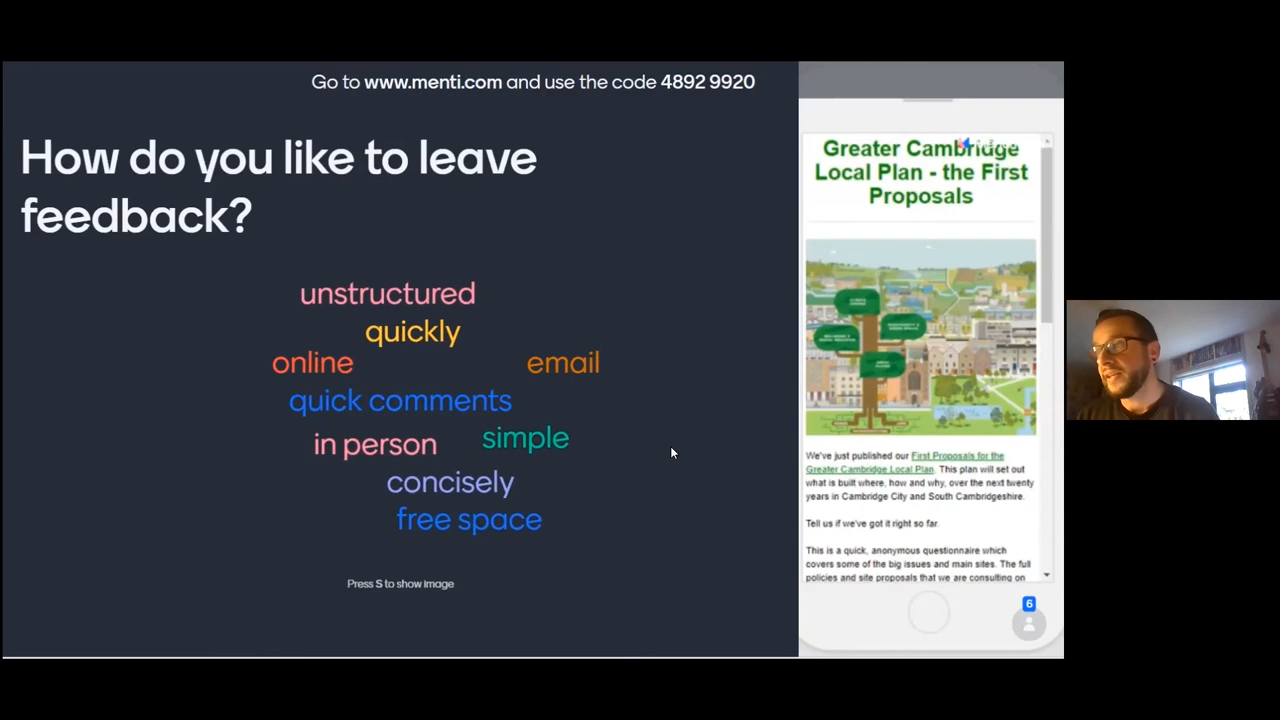 Go to www.menti.com and use the code 4892 9920
How do you like to leave
feedback?
unstructured
quickly
online
email
quick comments
in person
simple
concisely
free space
Press S to show image
Greater Cambridge
Local Plan - the First
Proposals
We've just published our First Proposals for the
Greater Cambridge Local Plan. This plan will set out
what is built where, how and why, over the next twenty
years in Cambridge City and South Cambridgeshire.
Tell us if we've got it right so far.
This is a quick, anonymous questionnaire which
covers some of the big issues and main sites. The full
policies and site proposals that we are consulting on
6